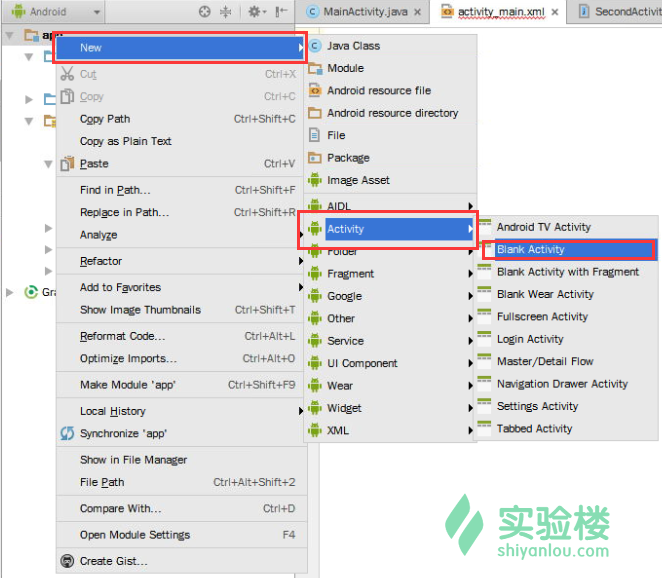 Android
MainActivity.java
activity_main.xml
SecondActivit
app
New
Cut Ctrl+X
Copy Ctrl+C
Copy Path Ctrl+Shift+C
Copy as Plain Text
Paste Ctrl+V
Find in Path... Ctrl+Shift+F
Replace in Path... Ctrl+Shift+R
Analyze
Refactor
Add to Favorites
Show Image Thumbnails Ctrl+Shift+T
Reformat Code... Ctrl+Alt+L
Optimize Imports... Ctrl+Alt+O
Make Module 'app' Ctrl+Shift+F9
Local History
Synchronize 'app'
Show in File Manager
File Path Ctrl+Alt+Shift+2
Compare With... Ctrl+D
Open Module Settings F4
Create Gist...
Gra
Java Class
Module
Android resource file
Android resource directory
File
Package
Image Asset
AIDL
Activity
Folder
Fragment
Google
Other
Service
UI Component
Wear
Widget
XML
Android TV Activity
Blank Activity
Blank Activity with Fragment
Blank Wear Activity
Fullscreen Activity
Login Activity
Master/Detail Flow
Navigation Drawer Activity
Settings Activity
Tabbed Activity
实验楼
shiyanlou.com